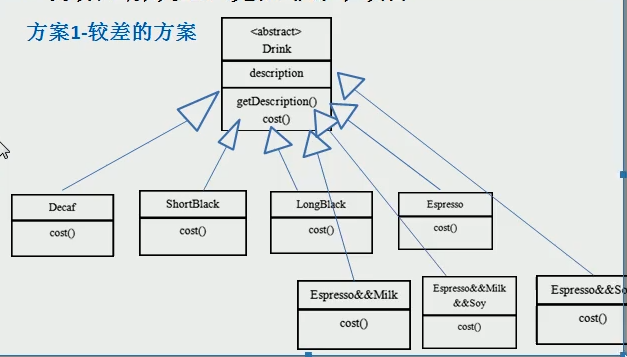 方案1-较差的方案
<abstract>
Drink
description
getDescription()
cost()
Decaf
cost()
ShortBlack
cost()
LongBlack
cost()
Espresso
cost()
Espresso&&Milk
cost()
Espresso&&Milk
&&Soy
cost()
Espresso&&So
cost()